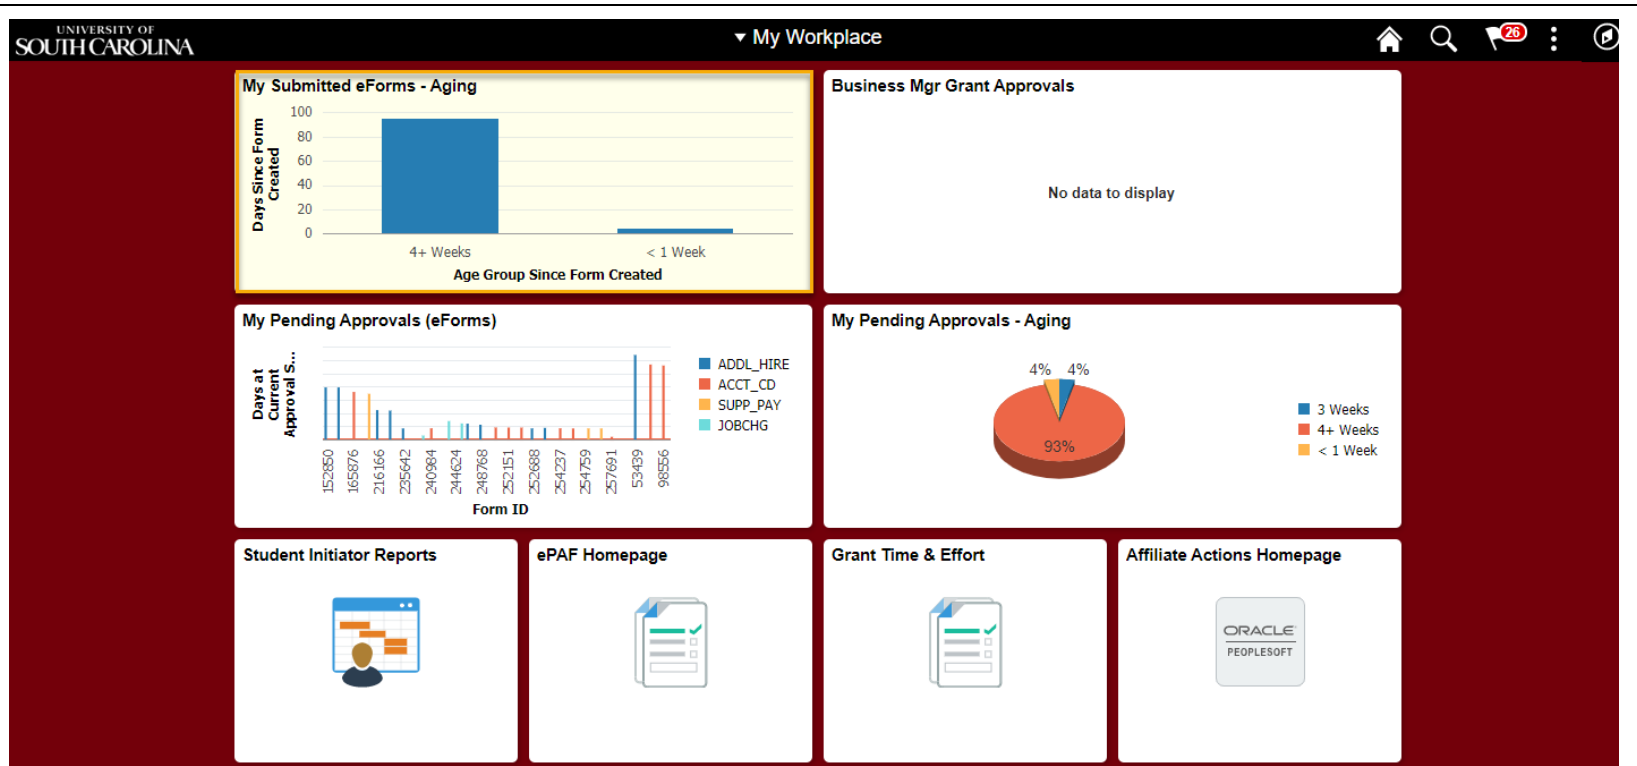 UNIVERSITY OF
SOUTH CAROLINA
My Workplace
26
My Submitted eForms - Aging
Days Since Form
Created
100
80
60
40
20
0
4+ Weeks
< 1 Week
Age Group Since Form Created
Business Mgr Grant Approvals
No data to display
My Pending Approvals (eForms)
Days at
Current
Approval S...
152850
165876
216166
235642
240984
244624
248768
252151
252688
254237
254759
257691
53439
98556
Form ID
ADDL_HIRE
ACCT_CD
SUPP_PAY
JOBCHG
My Pending Approvals - Aging
4% 4%
93%
3 Weeks
4+ Weeks
< 1 Week
Student Initiator Reports
ePAF Homepage
Grant Time & Effort
Affiliate Actions Homepage
ORACLE
PEOPLESOFT